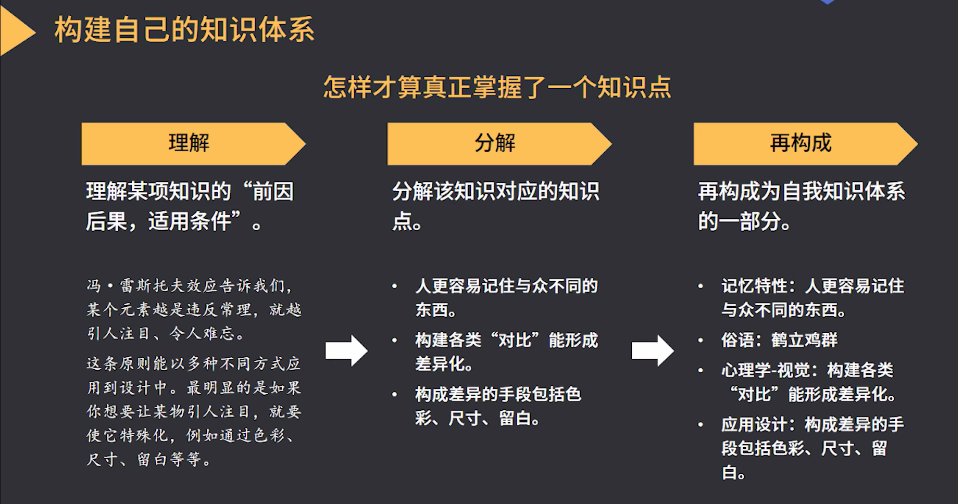 构建自己的知识体系
怎样才算真正掌握了一个知识点
理解
理解某项知识的“前因
后果，适用条件”。
冯·雷斯托夫效应告诉我们，
某个元素越是违反常理，就越
引人注目、令人难忘。
这条原则能以多种不同方式应
用到设计中。最明显的是如果
你想要让某物引人注目，就要
使它特殊化，例如通过色彩、
尺寸、留白等等。
分解
分解该知识对应的知识
点。
• 人更容易记住与众不同的
东西。
• 构建各类“对比”能形成
差异化。
• 构成差异的手段包括色
彩、尺寸、留白。
再构成
再构成为自我知识体系
的一部分。
• 记忆特性：人更容易记住
与众不同的东西。
• 俗语：鹤立鸡群
• 心理学-视觉：构建各类
“对比”能形成差异化。
• 应用设计：构成差异的手
段包括色彩、尺寸、留
白。